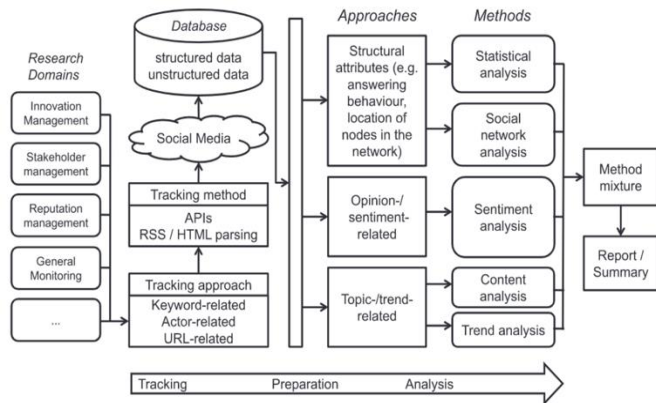 Research
Domains
Innovation
Management
Stakeholder
management
Reputation
management
General
Monitoring
...
Database
structured data
unstructured data
Social Media
Tracking method
APIs
RSS / HTML parsing
Tracking approach
Keyword-related
Actor-related
URL-related
Approaches
Structural
attributes (e.g.
answering
behaviour,
location of
nodes in the
network)
Opinion-/
sentiment-
related
Topic-/trend-
related
Methods
Statistical
analysis
Social
network
analysis
Sentiment
analysis
Content
analysis
Trend analysis
Method
mixture
Report /
Summary
Tracking Preparation Analysis